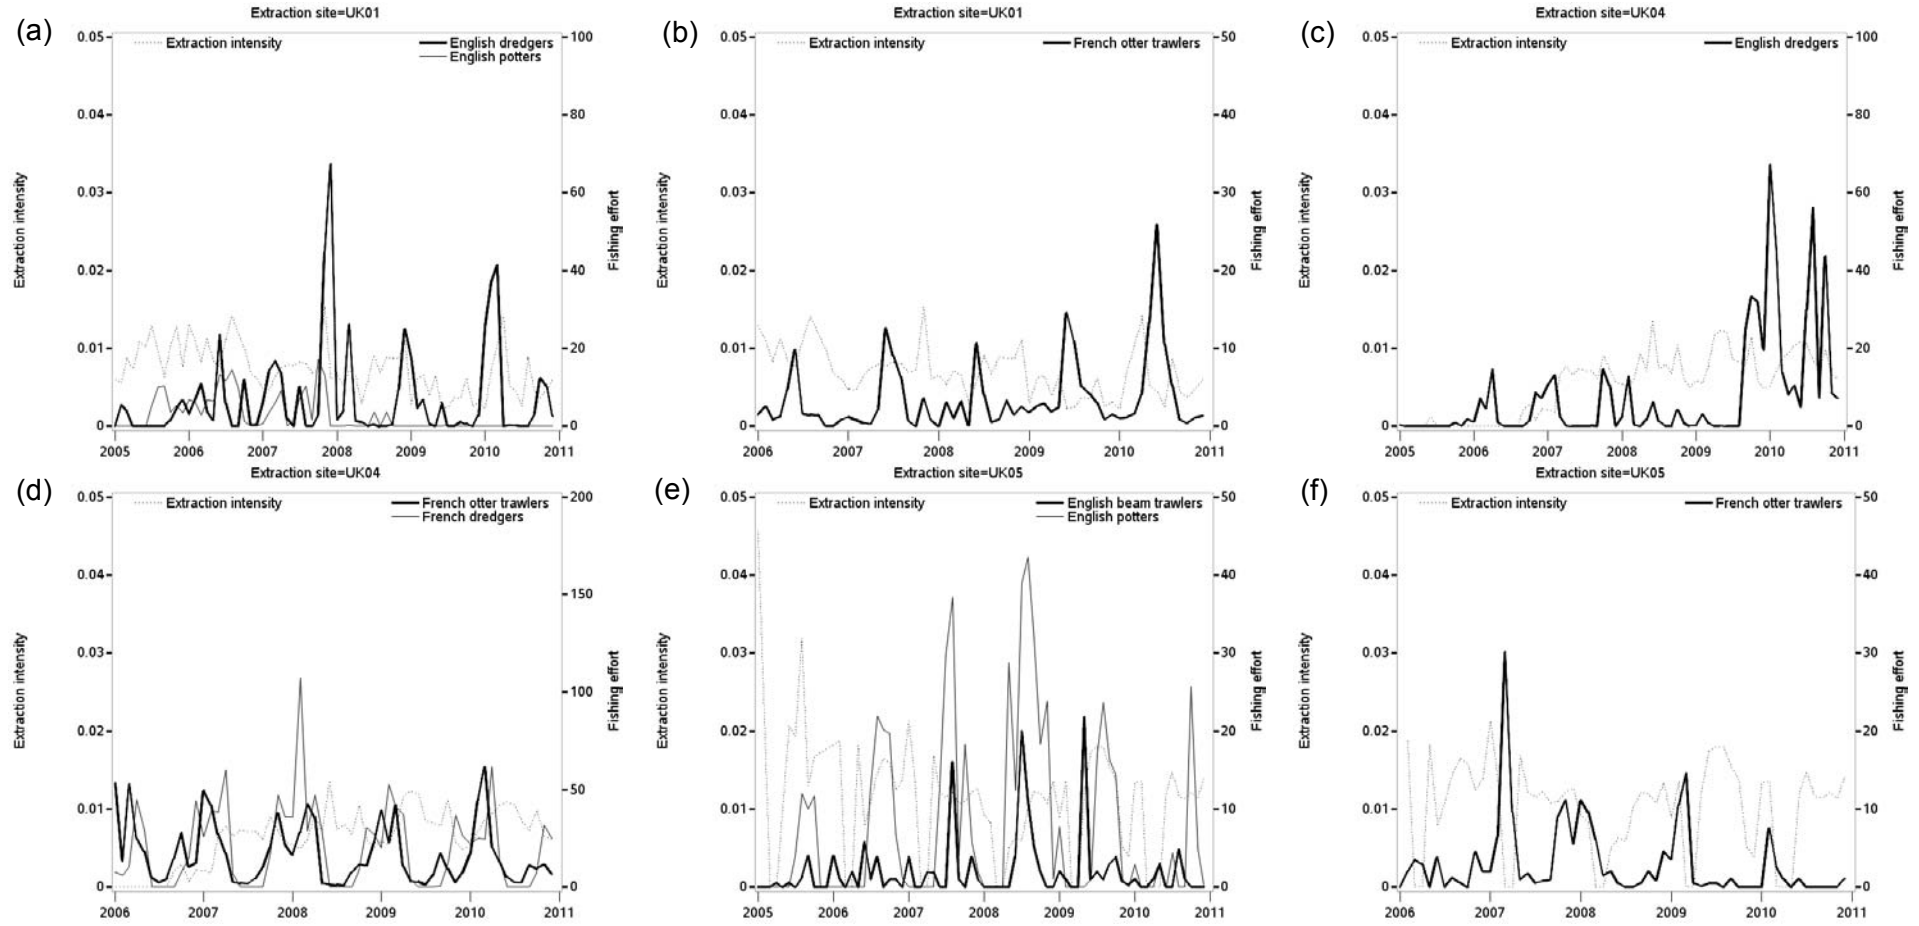 (a)
Extraction site=UK01
Extraction intensity
English dredgers
English potters
0.05
0.04
0.03
0.02
0.01
0
100
80
60
40
20
0
Extraction intensity
Fishing effort
2005 2006 2007 2008 2009 2010 2011
(b)
Extraction site=UK01
Extraction intensity
French otter trawlers
0.05
0.04
0.03
0.02
0.01
0
50
40
30
20
10
0
Extraction intensity
Fishing effort
2006 2007 2008 2009 2010 2011
(c)
Extraction site=UK04
Extraction intensity
English dredgers
0.05
0.04
0.03
0.02
0.01
0
100
80
60
40
20
0
Extraction intensity
Fishing effort
2005 2006 2007 2008 2009 2010 2011
(d)
Extraction site=UK04
Extraction intensity
French otter trawlers
French dredgers
0.05
0.04
0.03
0.02
0.01
0
200
150
100
50
0
Extraction intensity
Fishing effort
2006 2007 2008 2009 2010 2011
(e)
Extraction site=UK05
Extraction intensity
English beam trawlers
English potters
0.05
0.04
0.03
0.02
0.01
0
50
40
30
20
10
0
Extraction intensity
Fishing effort
2005 2006 2007 2008 2009 2010 2011
(f)
Extraction site=UK05
Extraction intensity
French otter trawlers
0.05
0.04
0.03
0.02
0.01
0
50
40
30
20
10
0
Extraction intensity
Fishing effort
2006 2007 2008 2009 2010 2011